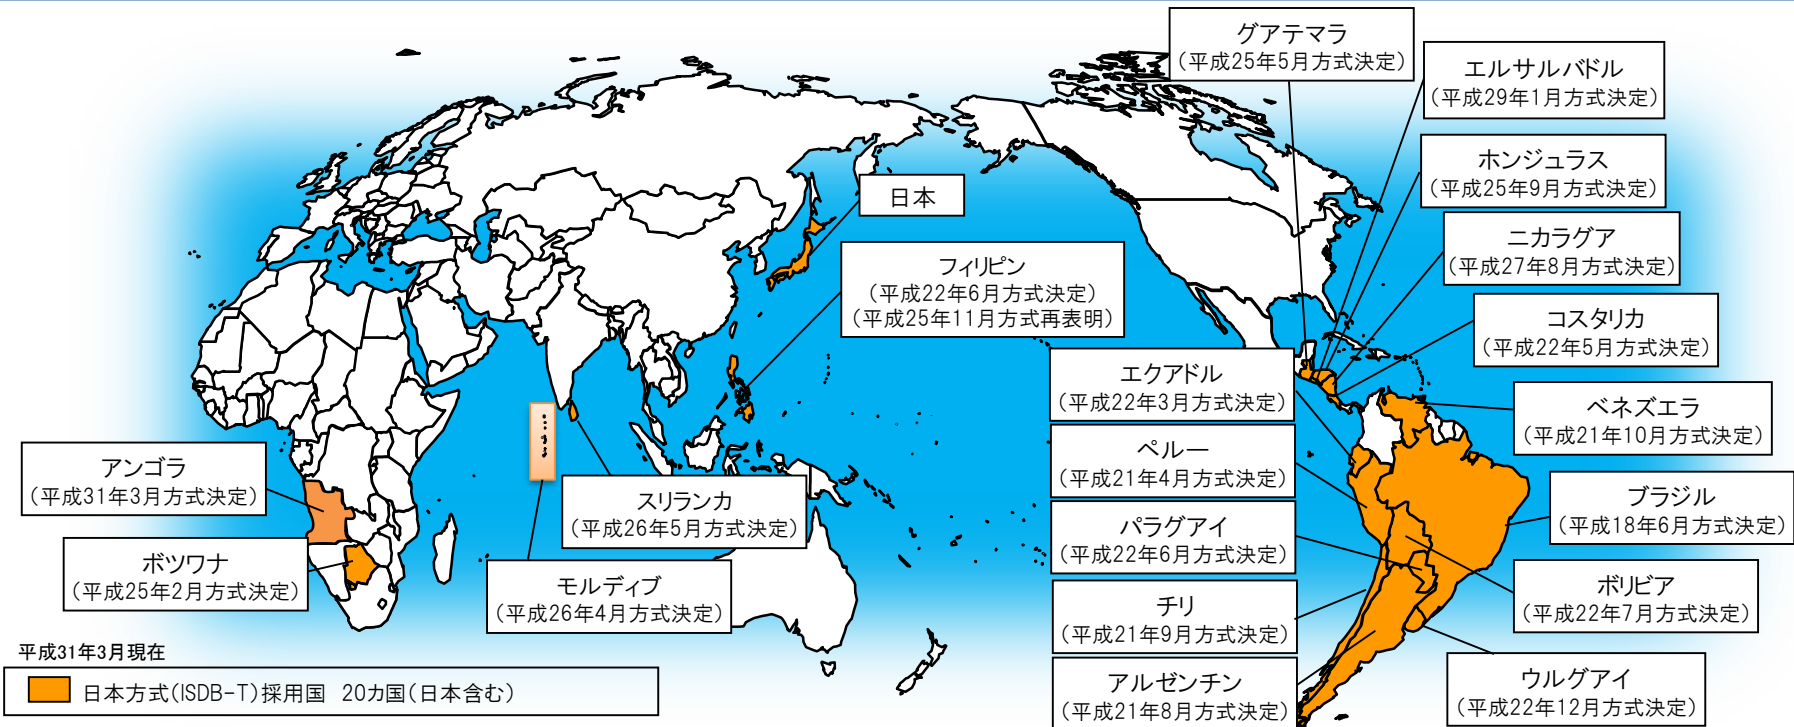 グアテマラ
（平成25年5月方式決定）
エルサルバドル
（平成29年1月方式決定）
ホンジュラス
（平成25年9月方式決定）
日本
ニカラグア
（平成27年8月方式決定）
フィリピン
（平成22年6月方式決定）
（平成25年11月方式再表明）
コスタリカ
（平成22年5月方式決定）
エクアドル
（平成22年3月方式決定）
ベネズエラ
（平成21年10月方式決定）
ペルー
（平成21年4月方式決定）
アンゴラ
（平成31年3月方式決定）
スリランカ
（平成26年5月方式決定）
ブラジル
（平成18年6月方式決定）
パラグアイ
（平成22年6月方式決定）
ボツワナ
（平成25年2月方式決定）
モルディブ
（平成26年4月方式決定）
ボリビア
（平成22年7月方式決定）
チリ
（平成21年9月方式決定）
ウルグアイ
（平成22年12月方式決定）
アルゼンチン
（平成21年8月方式決定）
平成31年3月現在
日本方式（ISDB-T）採用国　20カ国（日本含む）